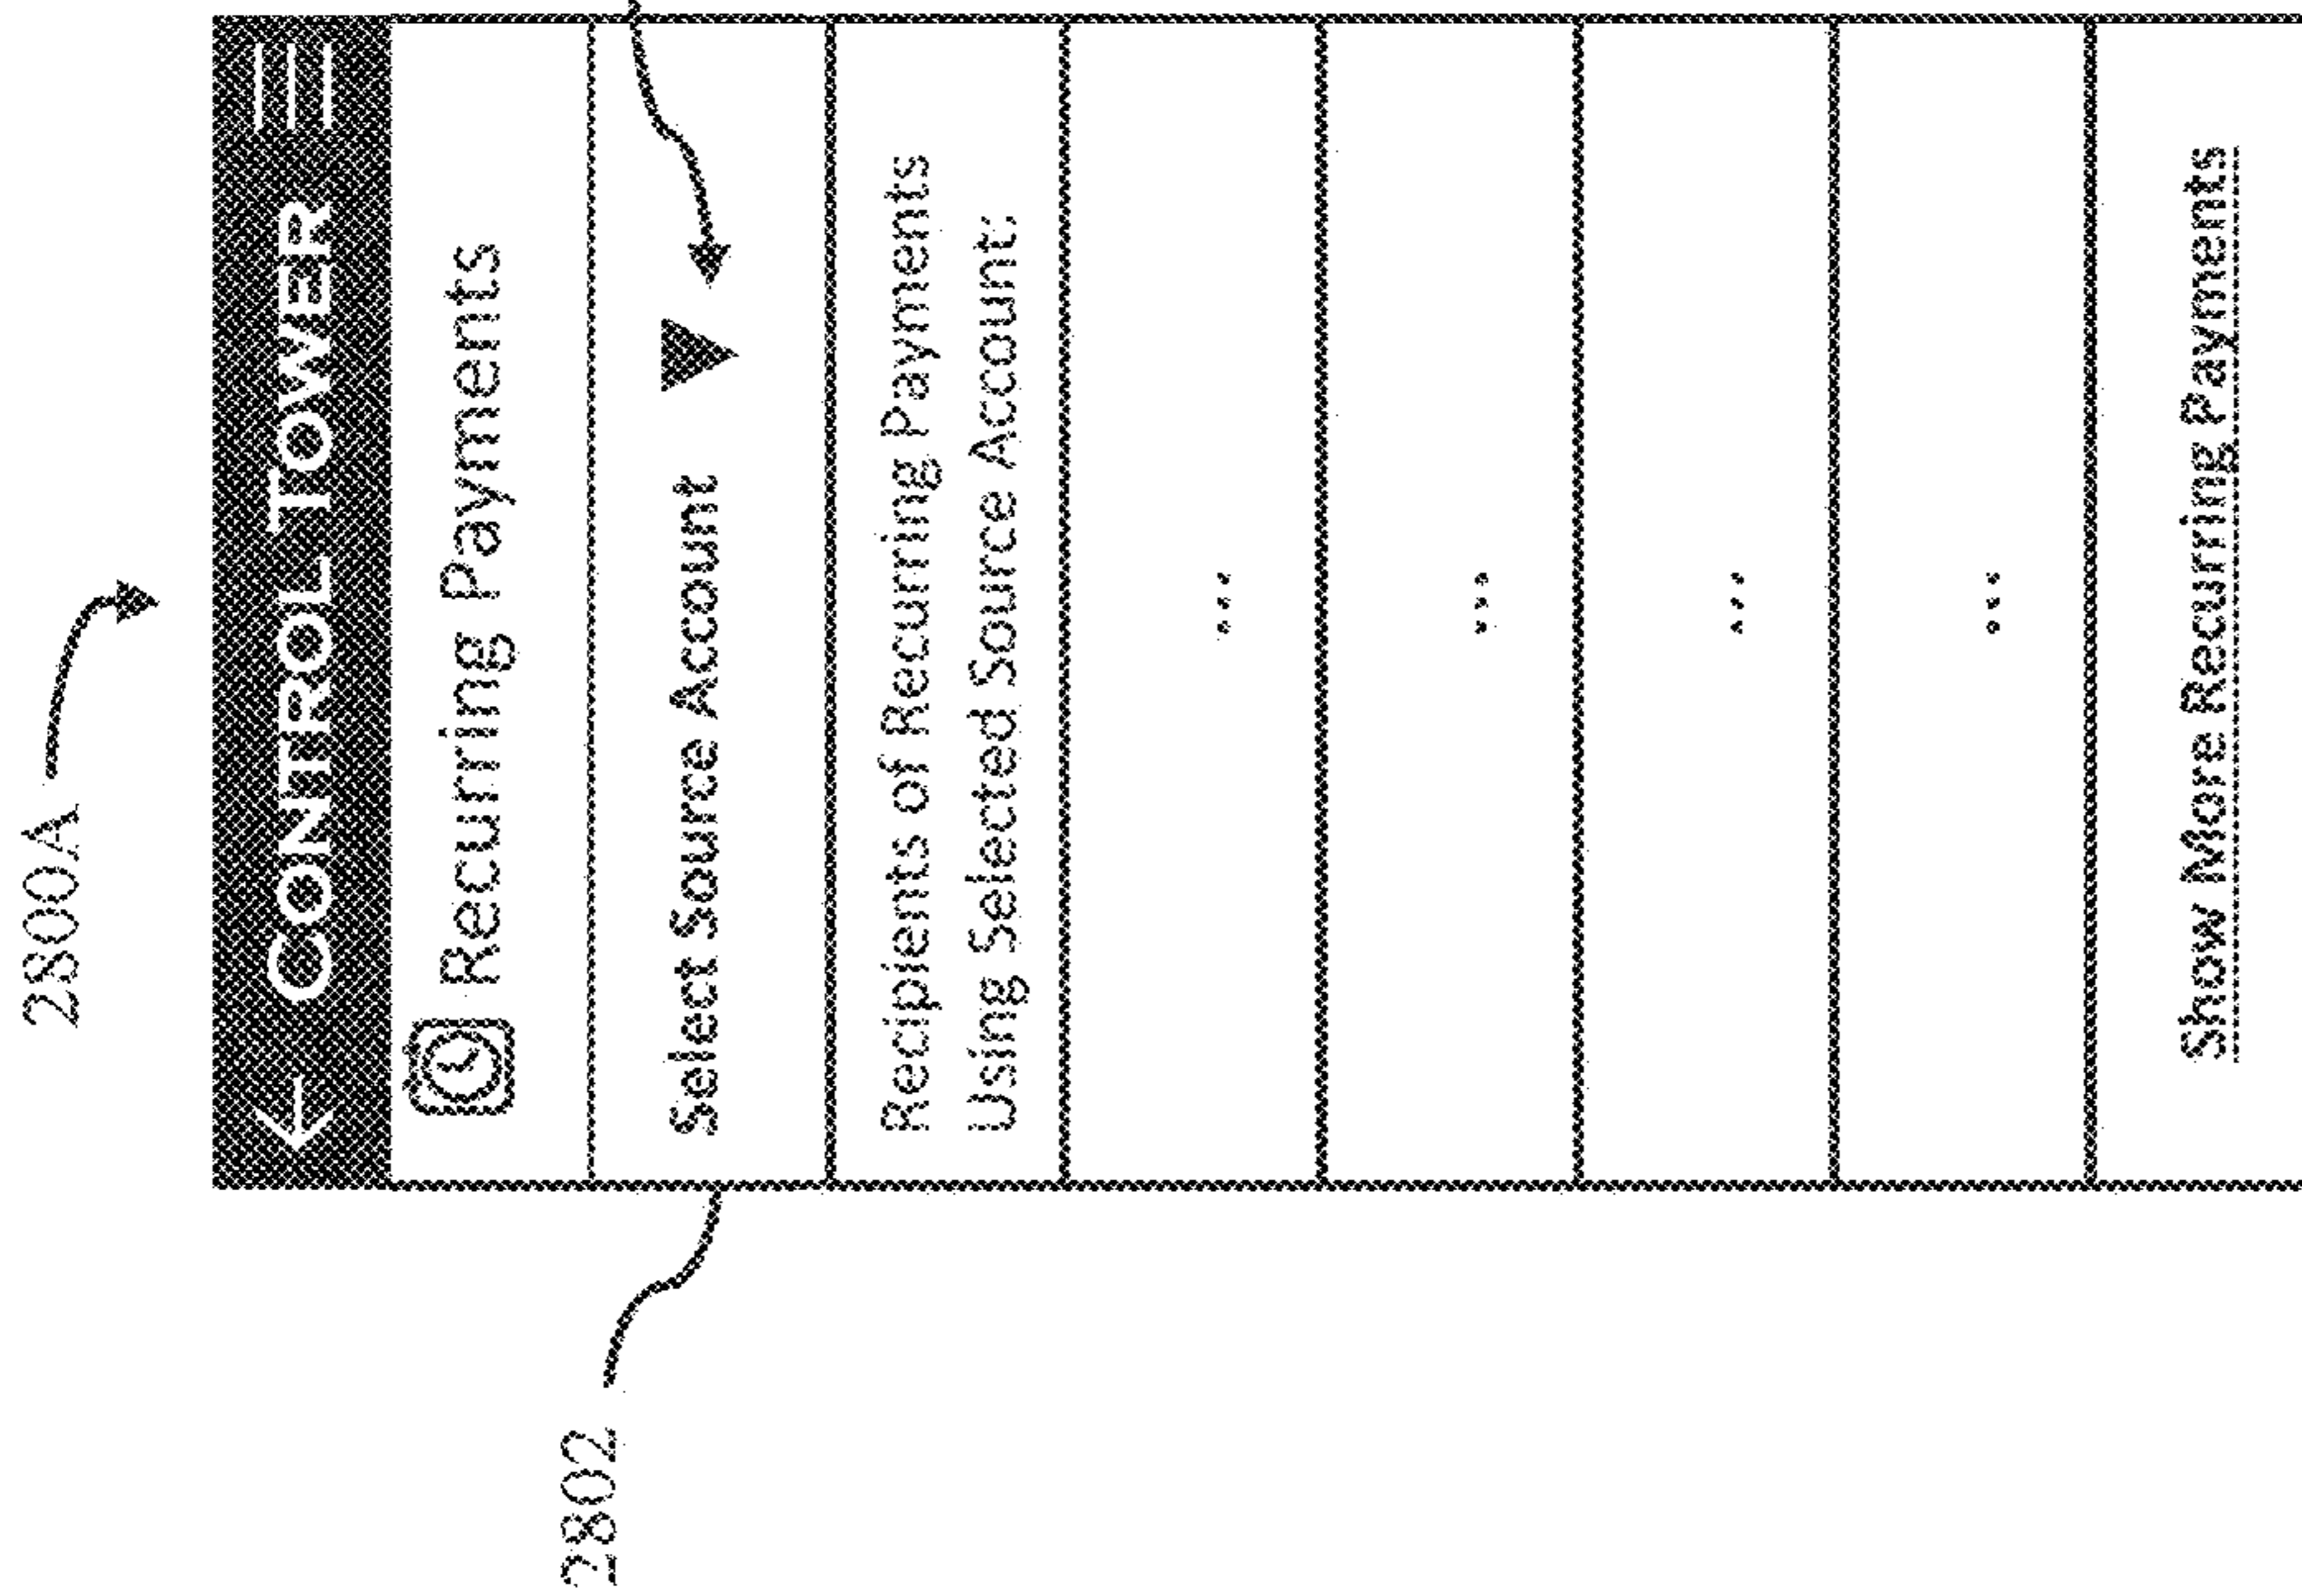 2800A
CONTROL TOWER
Recurring Payments
2802
Select Source Account
Recipients of Recurring Payments
Using Selected Source Account:
...
...
...
...
Show More Recurring Payments